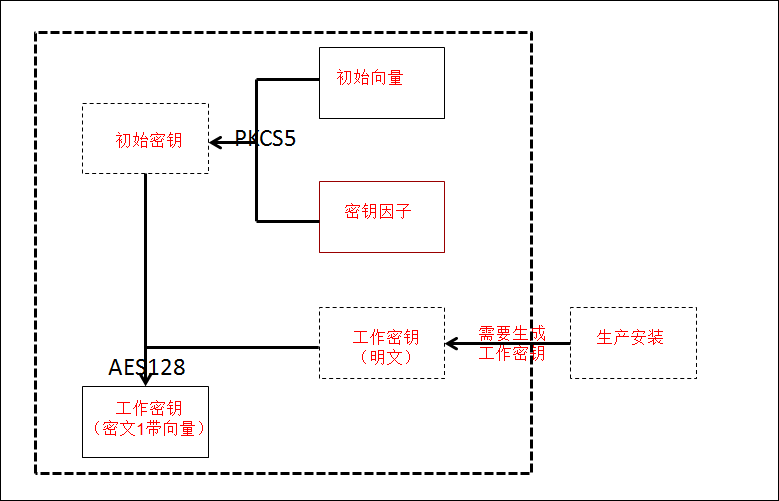 初始向量
初始密钥
PKCS5
密钥因子
工作密钥
(明文)
需要生成
工作密钥
生产安装
AES128
工作密钥
(密文1带向量)